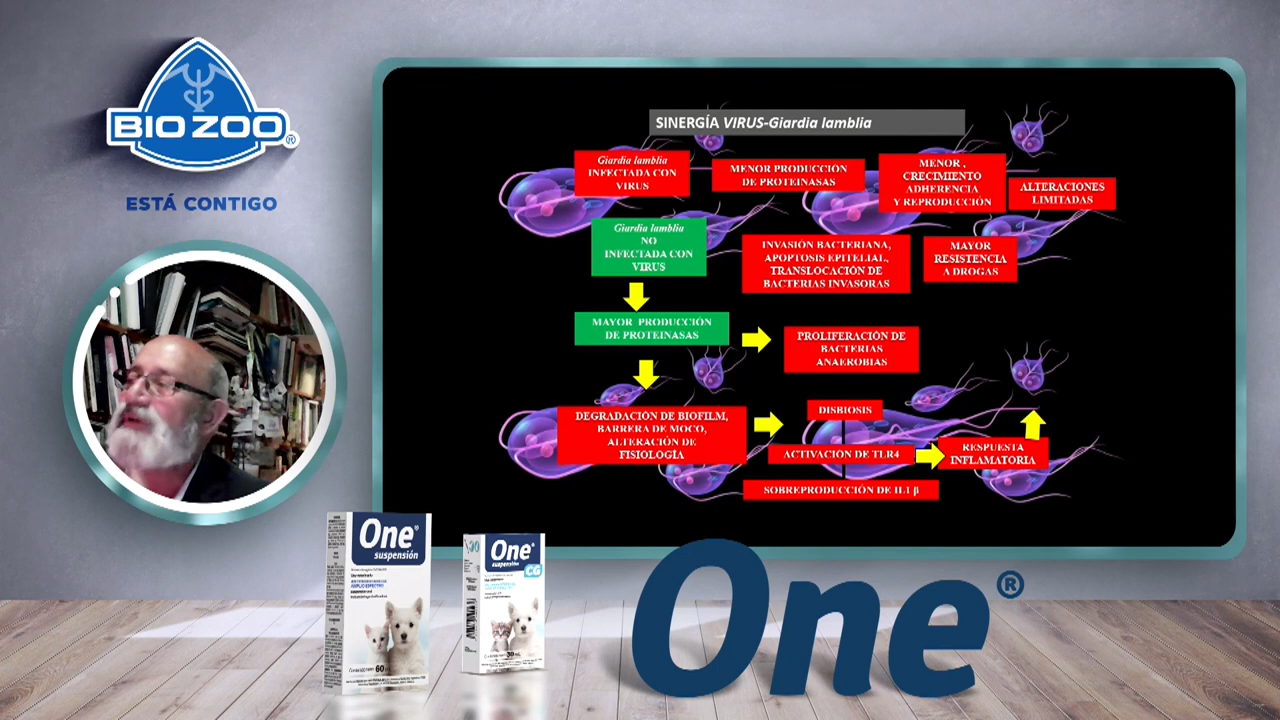 BIO ZOO®
ESTÁ CONTIGO
SINERGÍA VIRUS-Giardia lamblia
Giardia lamblia
INFECTADA CON
VIRUS
MENOR PRODUCCIÓN
DE PROTEINASAS
MENOR ,
CRECIMIENTO
ADHERENCIA
Y REPRODUCCIÓN
ALTERACIONES
LIMITADAS
Giardia lamblia
NO
INFECTADA CON
VIRUS
INVASIÓN BACTERIANA,
APOPTOSIS EPITELIAL,
TRANSLOCACIÓN DE
BACTERIAS INVASORAS
MAYOR
RESISTENCIA
A DROGAS
MAYOR PRODUCCIÓN
DE PROTEINASAS
PROLIFERACIÓN DE
BACTERIAS
ANAEROBIAS
DEGRADACIÓN DE BIOFILM,
BARRERA DE MOCO,
ALTERACIÓN DE
FISIOLOGÍA
DISBIOSIS
ACTIVACIÓN DE TLR4
RESPUESTA
INFLAMATORIA
SOBREPRODUCCIÓN DE IL1 β
One®
suspensión
60
One®
suspensión
CG
30 mL
One®